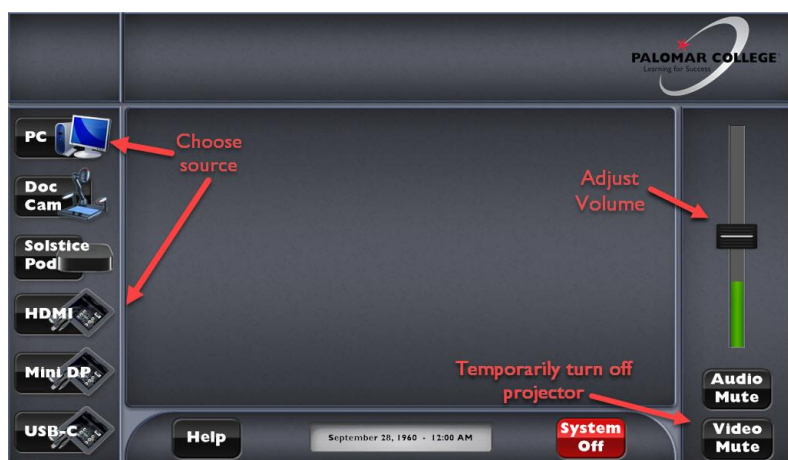 PALOMAR COLLEGE
Learning for Success
PC
Choose
source
Doc
Cam
Adjust
Volume
Solstice
Pod
HDMI
Mini DP
Temporarily turn off
projector
Audio
Mute
USB-C
Help
September 28, 1960 - 12:00 AM
System
Off
Video
Mute